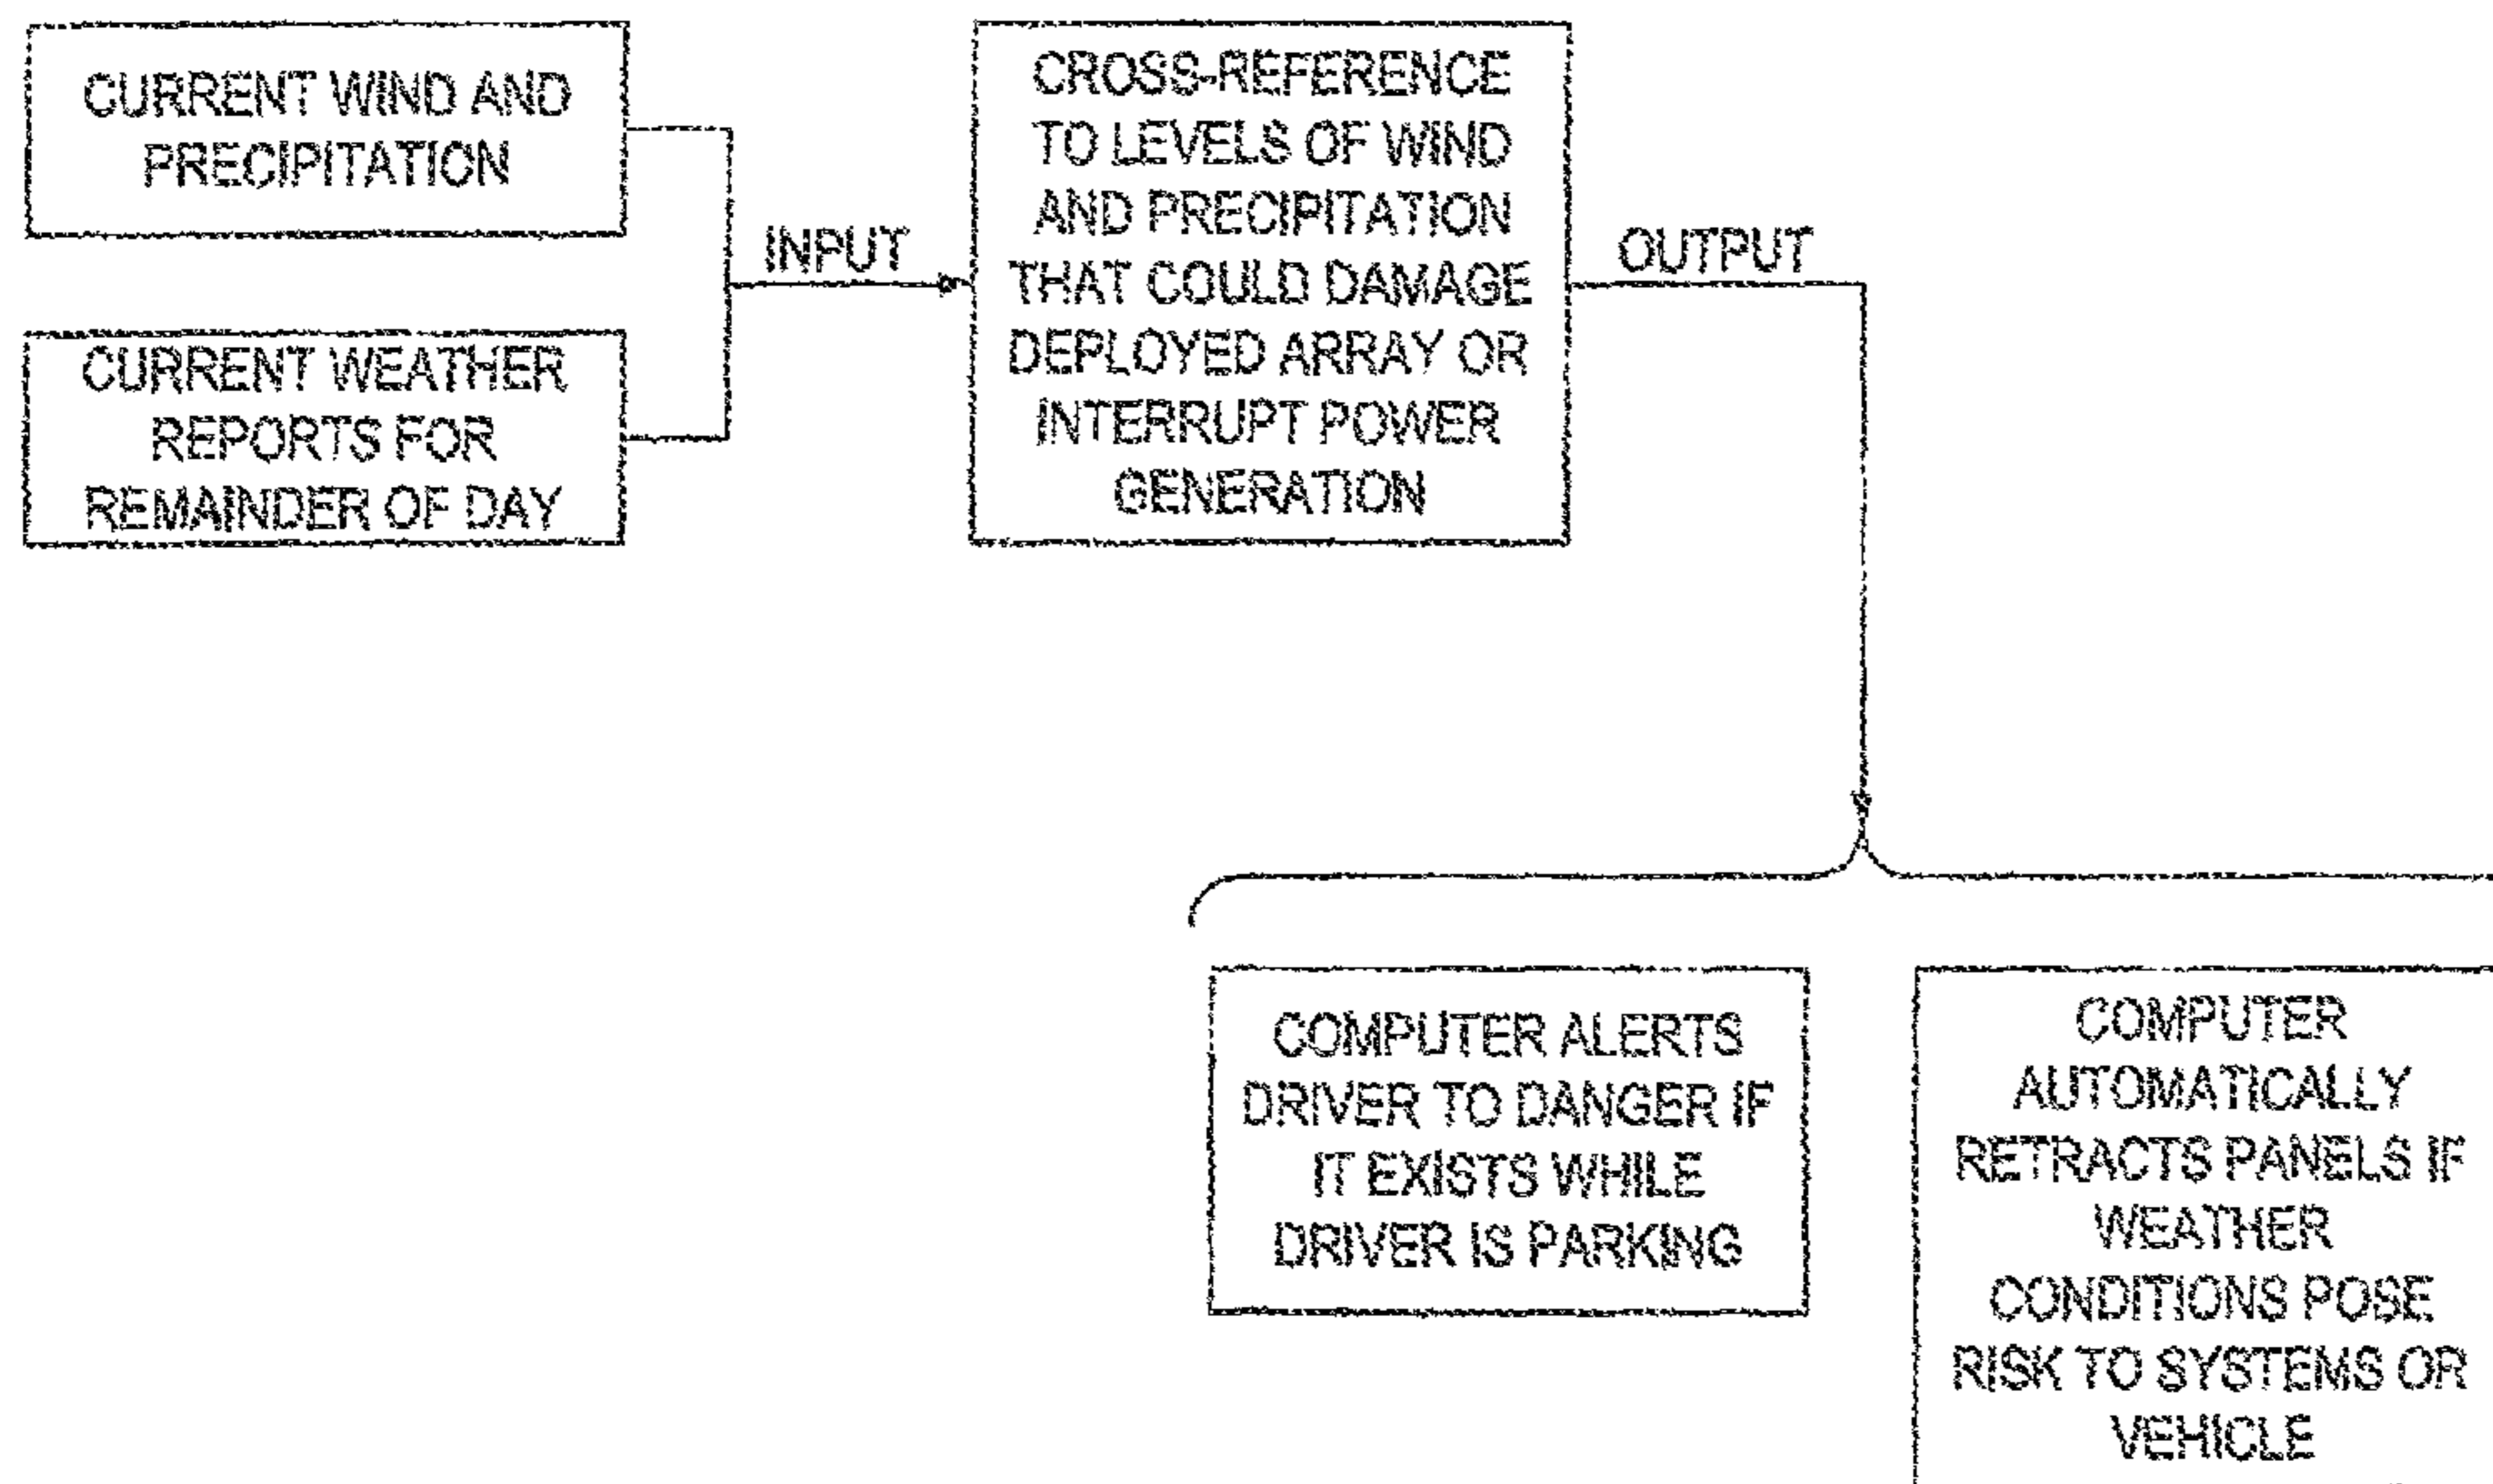 CURRENT WIND AND
PRECIPITATION
CURRENT WEATHER
REPORTS FOR
REMAINDER OF DAY
INPUT
CROSS-REFERENCE
TO LEVELS OF WIND
AND PRECIPITATION
THAT COULD DAMAGE
DEPLOYED ARRAY OR
INTERRUPT POWER
GENERATION
OUTPUT
COMPUTER ALERTS
DRIVER TO DANGER IF
IT EXISTS WHILE
DRIVER IS PARKING
COMPUTER
AUTOMATICALLY
RETRACTS PANELS IF
WEATHER
CONDITIONS POSE
RISK TO SYSTEMS OR
VEHICLE